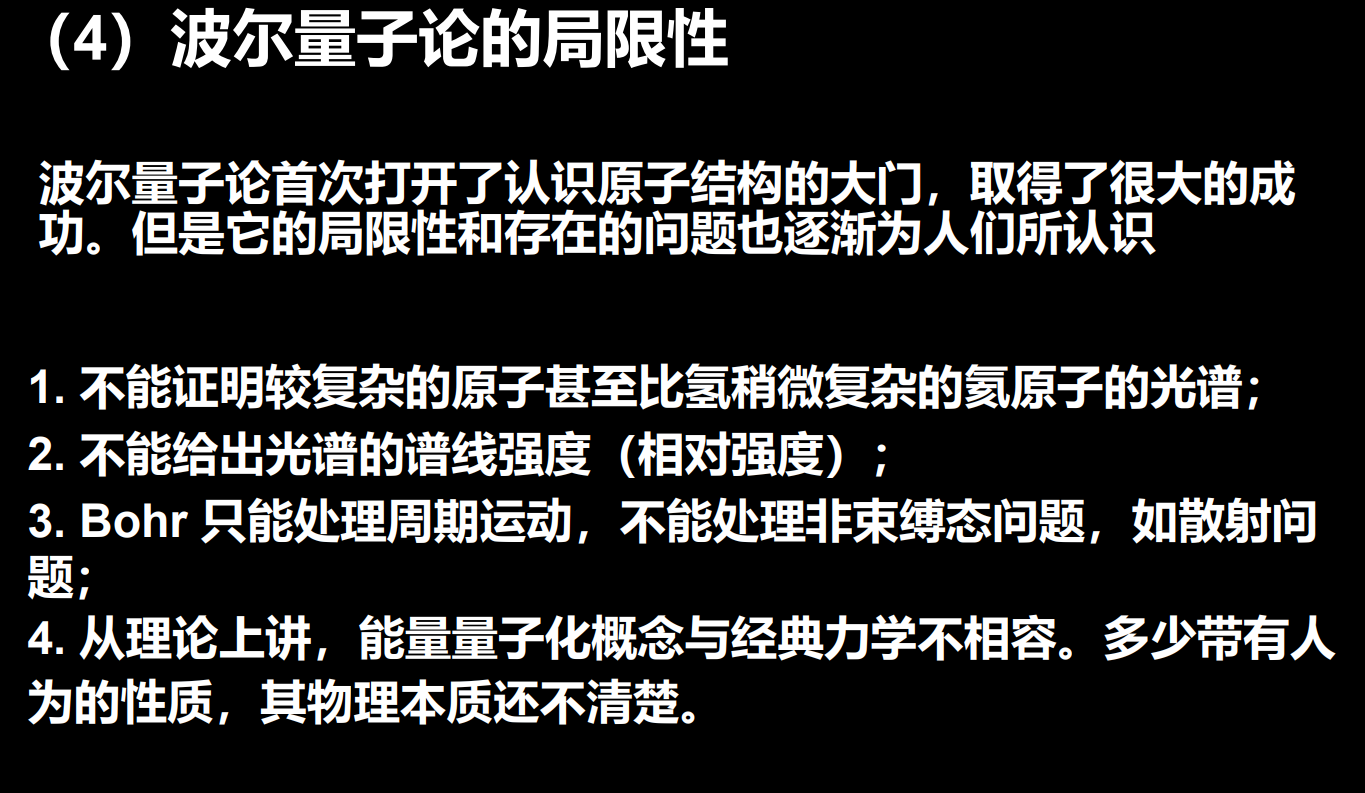 （4）波尔量子论的局限性
波尔量子论首次打开了认识原子结构的大门，取得了很大的成
功。但是它的局限性和存在的问题也逐渐为人们所认识
1. 不能证明较复杂的原子甚至比氢稍微复杂的氦原子的光谱；
2. 不能给出光谱的谱线强度（相对强度）；
3. Bohr 只能处理周期运动，不能处理非束缚态问题，如散射问
题；
4. 从理论上讲，能量量子化概念与经典力学不相容。多少带有人
为的性质，其物理本质还不清楚。